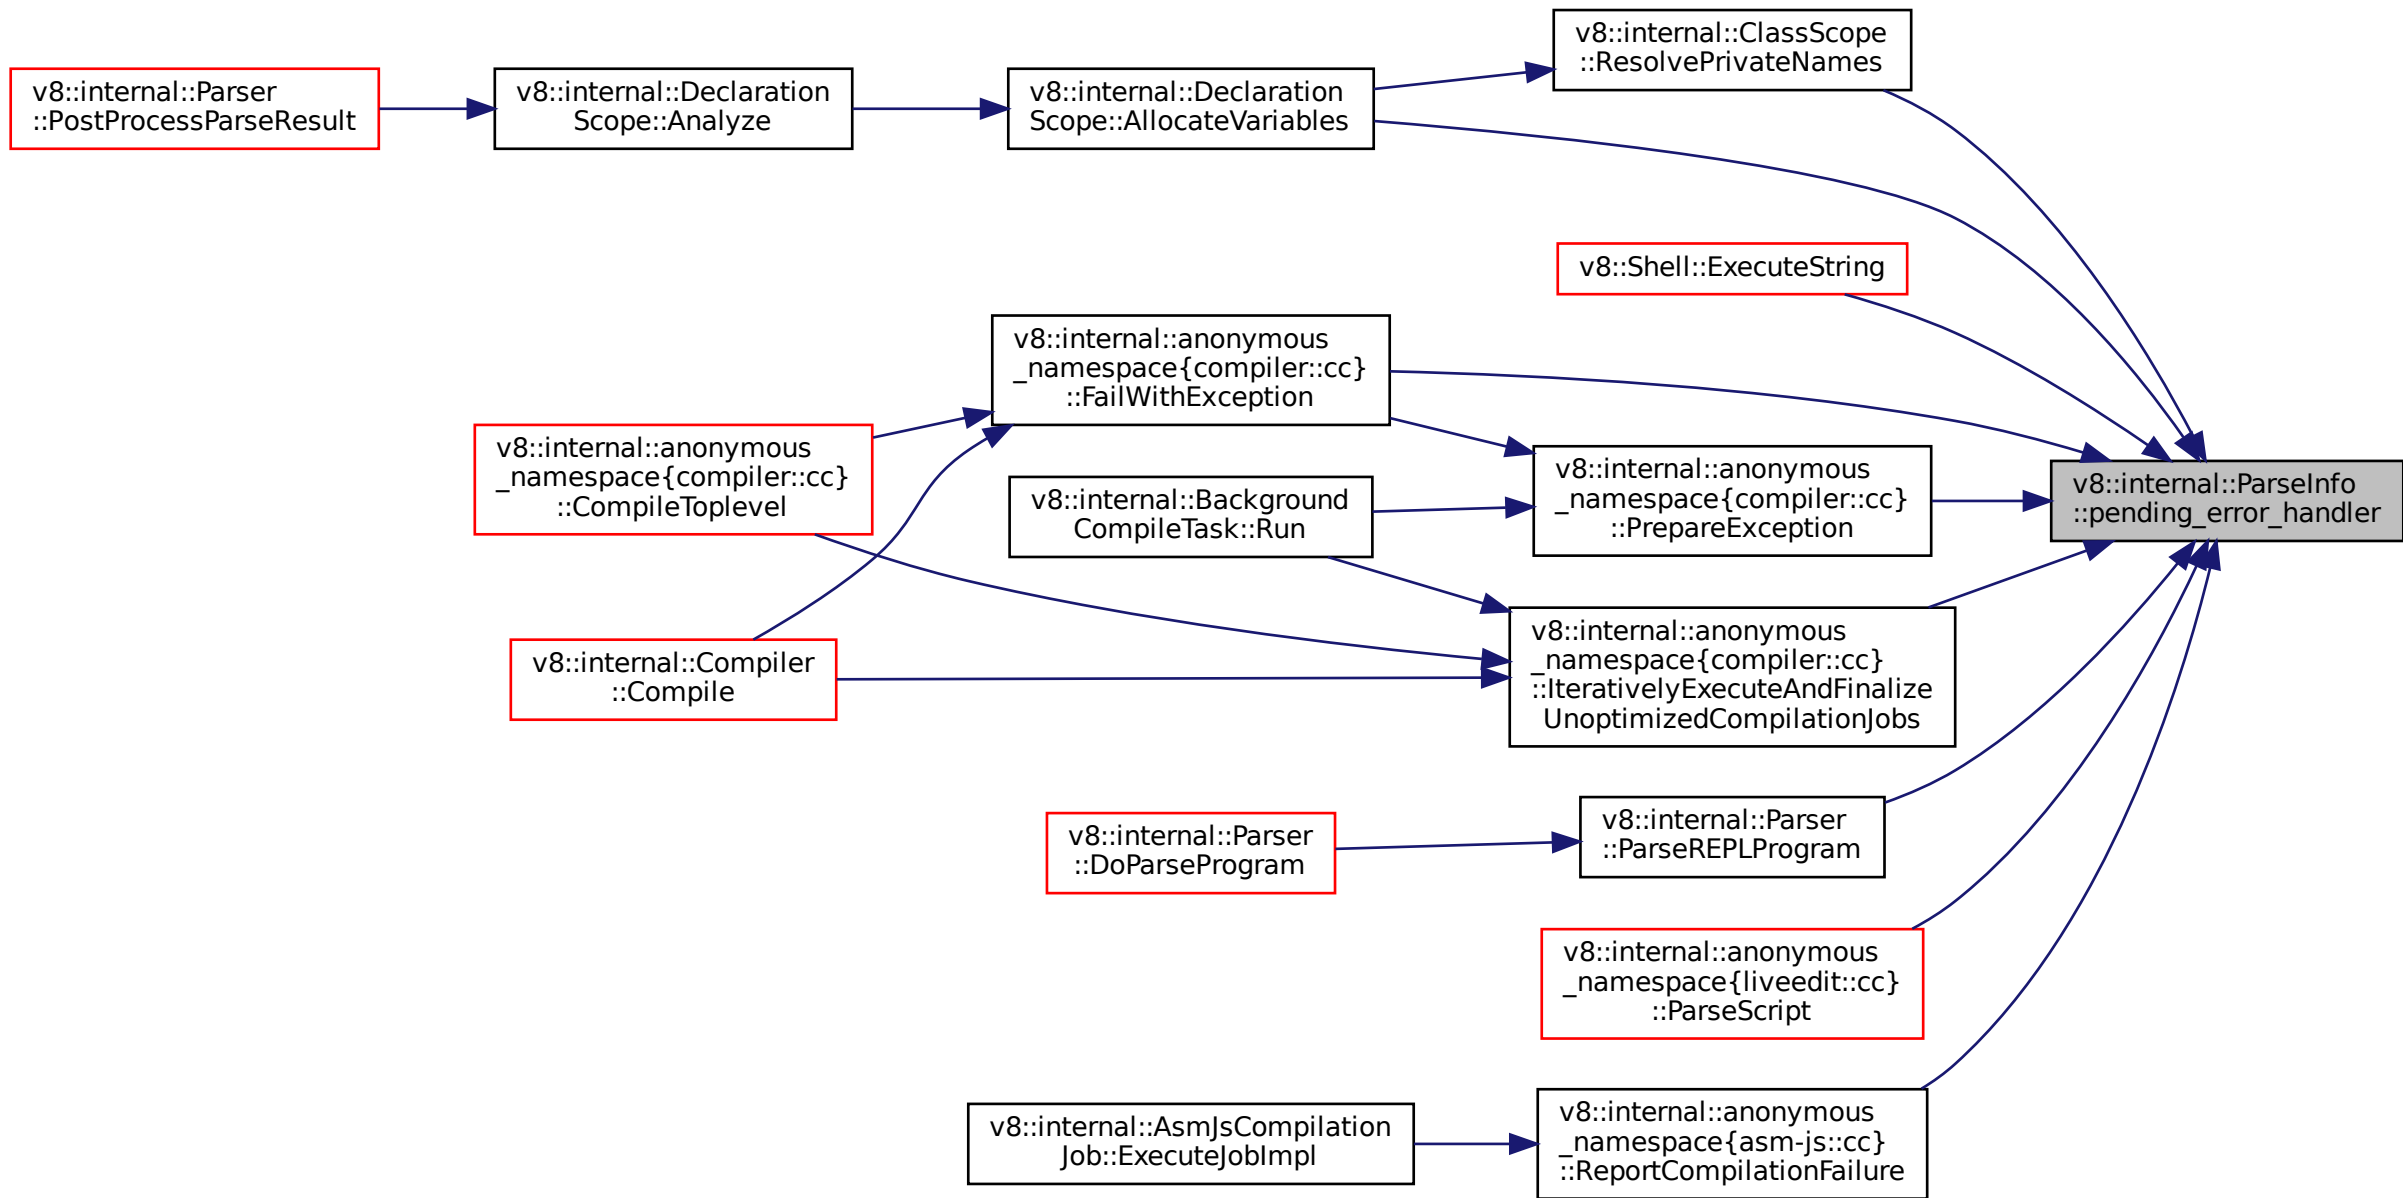 v8::internal::ClassScope
::ResolvePrivateNames
v8::internal::Parser
::PostProcessParseResult
v8::internal::Declaration
Scope::Analyze
v8::internal::Declaration
Scope::AllocateVariables
v8::Shell::ExecuteString
v8::internal::anonymous
_namespace{compiler::cc}
::FailWithException
v8::internal::anonymous
_namespace{compiler::cc}
::CompileToplevel
v8::internal::Background
CompileTask::Run
v8::internal::anonymous
_namespace{compiler::cc}
::PrepareException
v8::internal::ParseInfo
::pending_error_handler
v8::internal::Compiler
::Compile
v8::internal::anonymous
_namespace{compiler::cc}
::IterativelyExecuteAndFinalize
UnoptimizedCompilationJobs
v8::internal::Parser
::DoParseProgram
v8::internal::Parser
::ParseREPLProgram
v8::internal::anonymous
_namespace{liveedit::cc}
::ParseScript
v8::internal::AsmJsCompilation
Job::ExecuteJobImpl
v8::internal::anonymous
_namespace{asm-js::cc}
::ReportCompilationFailure